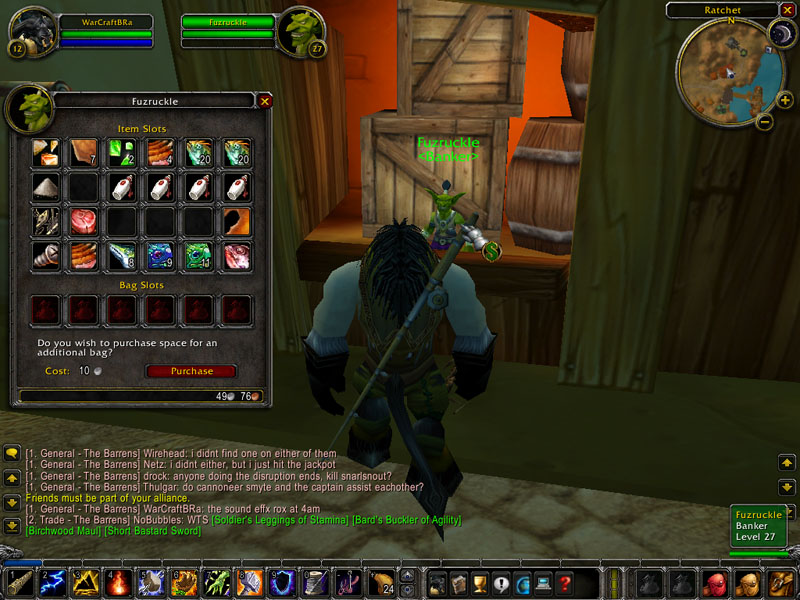 WarCraftBRa
12
Fuzruckle
27
Ratchet
N
Fuzruckle
Item Slots
7 2 4 20 20
8 9 11
Bag Slots
Do you wish to purchase space for an
additional bag?
Cost: 10 Purchase
49 76
Fuzruckle
<Banker>
[1. General - The Barrens] Wirehead: i didnt find one on either of them
[1. General - The Barrens] Netz: i didnt either, but i just hit the jackpot
[1. General - The Barrens] drock: anyone doing the disruption ends, kill snarlsnout?
[1. General - The Barrens] Thulgar: do cannoneer smyte and the captain assist eachother?
Friends must be part of your alliance.
[1. General - The Barrens] WarCraftBRa: the sound effx rox at 4am
[2. Trade - The Barrens] NoBubbles: WTS [Soldier's Leggings of Stamina] [Bard's Buckler of Agility]
[Birchwood Maul] [Short Bastard Sword]
Fuzruckle
Banker
Level 27
24